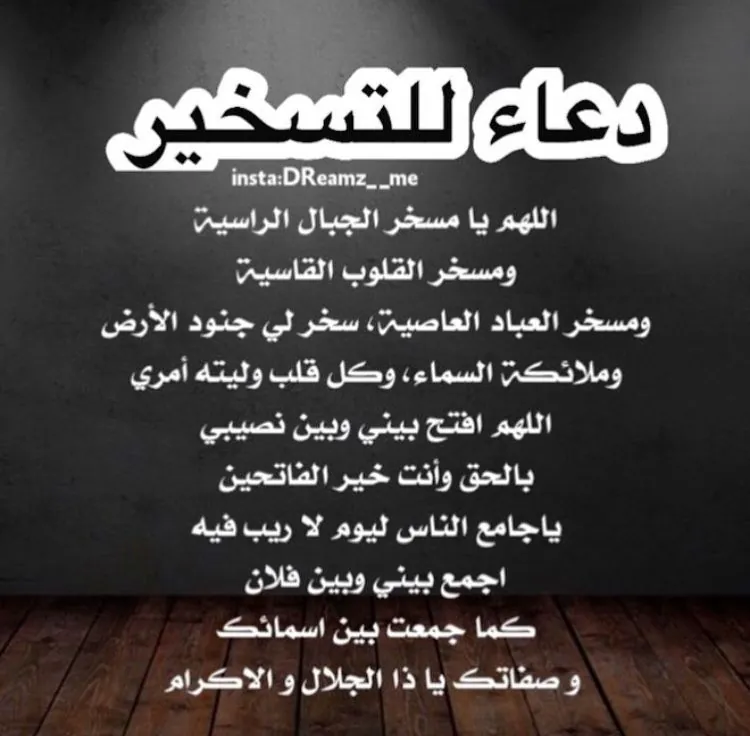 دعاء للتسخير
insta:DReamz__me
اللهم يا مسخر الجبال الراسية
ومسخر القلوب القاسية
ومسخر العباد العاصية، سخر لي جنود الأرض
وملائكة السماء، وكل قلب وليته أمري
اللهم افتح بيني وبين نصيبي
بالحق وأنت خير الفاتحين
ياجامع الناس ليوم لا ريب فيه
اجمع بيني وبين فلان
كما جمعت بين اسمائك
و صفاتك يا ذا الجلال و الاكرام